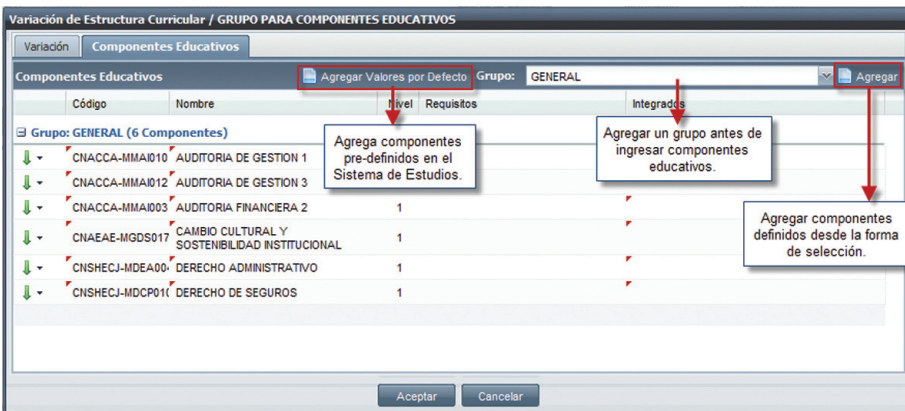 Variación de Estructura Curricular / GRUPO PARA COMPONENTES EDUCATIVOS
Variación Componentes Educativos
Componentes Educativos Agregar Valores por Defecto Grupo: GENERAL Agregar
Código Nombre Nivel Requisitos Integrados
Grupo: GENERAL (6 Componentes)
CNACCA-MMAI010 AUDITORIA DE GESTION 1
CNACCA-MMAI012 AUDITORIA DE GESTION 3
CNACCA-MMAI003 AUDITORIA FINANCIERA 2 1
CNAEAE-MGDS017 CAMBIO CULTURAL Y
SOSTENIBILIDAD INSTITUCIONAL 1
CNSHECJ-MDEA00 DERECHO ADMINISTRATIVO 1
CNSHECJ-MDCP01 DERECHO DE SEGUROS 1
Agrega componentes
pre-definidos en el
Sistema de Estudios.
Agregar un grupo antes de
ingresar componentes
educativos.
Agregar componentes
definidos desde la forma
de selección.
Aceptar Cancelar